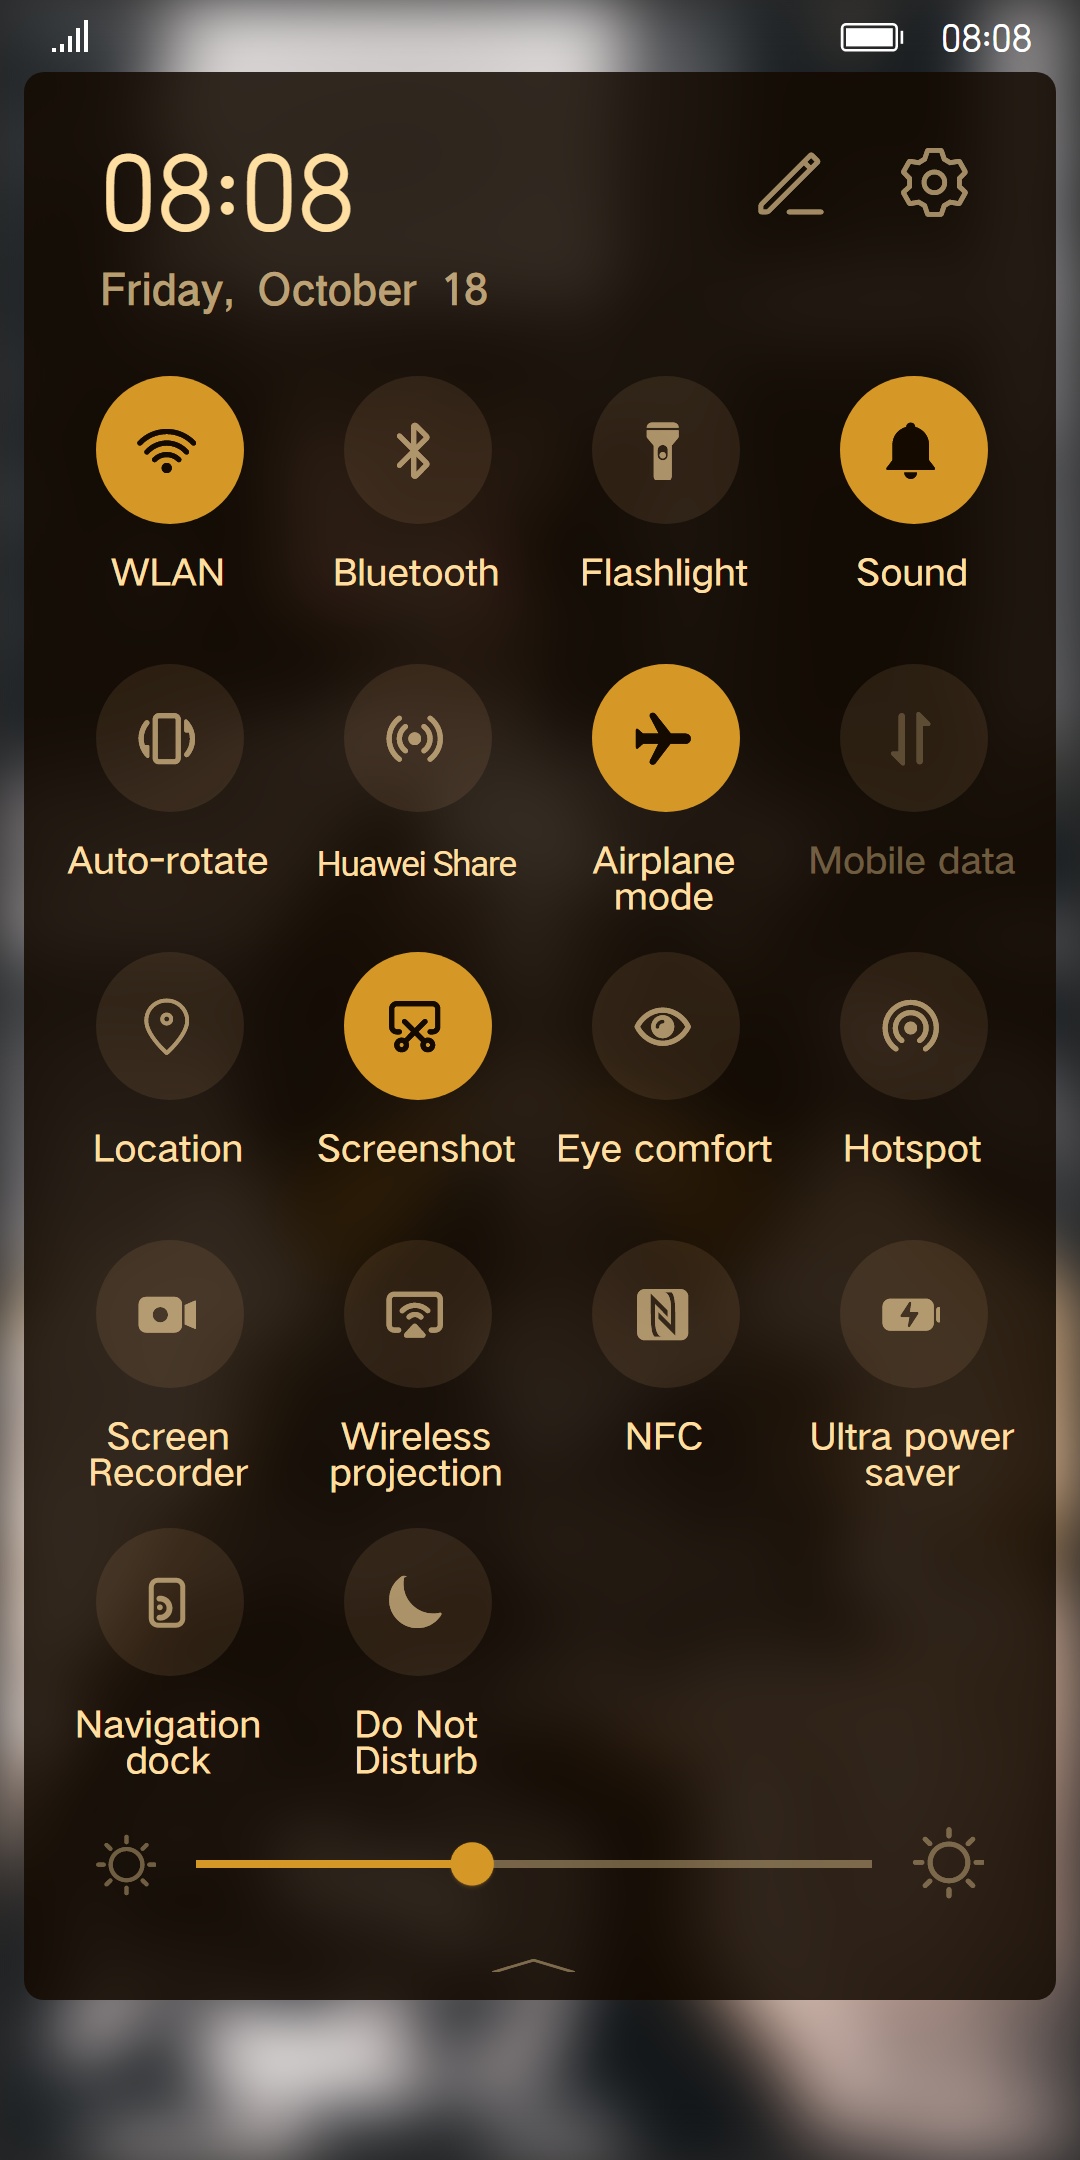 08:08
08:08
Friday, October 18
WLAN
Bluetooth
Flashlight
Sound
Auto-rotate
Huawei Share
Airplane
mode
Mobile data
Location
Screenshot
Eye comfort
Hotspot
Screen
Recorder
Wireless
projection
NFC
Ultra power
saver
Navigation
dock
Do Not
Disturb